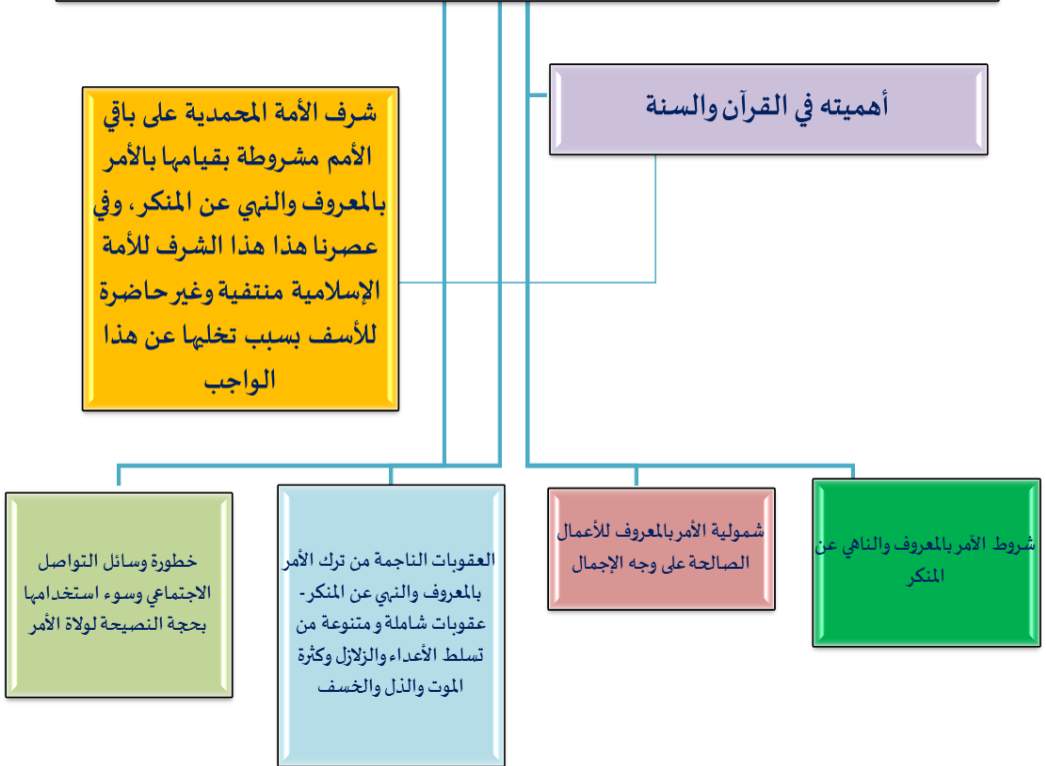 أهميته في القرآن والسنة
شرف الأمة المحمدية على باقي
الأمم مشروطة بقيامها بالأمر
بالمعروف والنهي عن المنكر، وفي
عصرنا هذا هذا الشرف للأمة
الإسلامية منتفية وغير حاضرة
للأسف بسبب تخليها عن هذا
الواجب
شروط الآمر بالمعروف والناهي عن
المنكر
شمولية الأمر بالمعروف للأعمال
الصالحة على وجه الإجمال
العقوبات الناجمة من ترك الأمر
بالمعروف والنهي عن المنكر-
عقوبات شاملة ومتنوعة من
تسلط الأعداء والزلازل وكثرة
الموت والذل والخسف
خطورة وسائل التواصل
الاجتماعي وسوء استخدامها
بحجة النصيحة لولاة الأمر